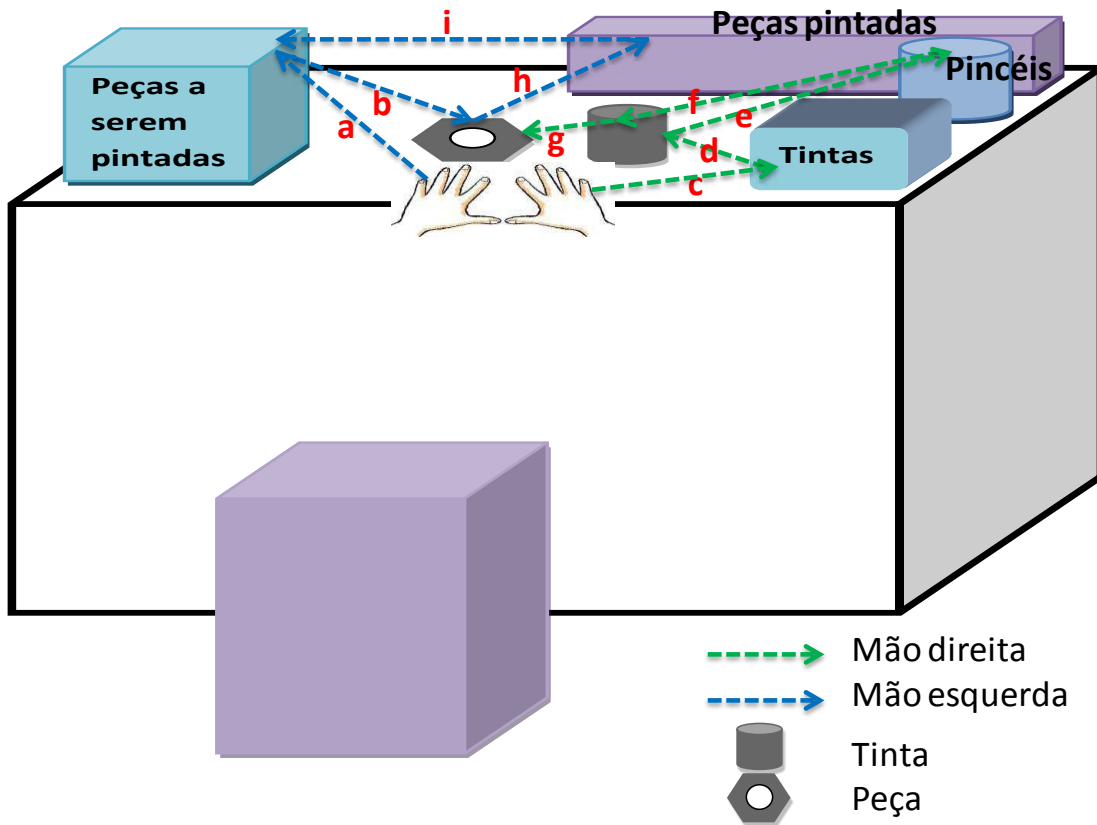 i
Peças pintadas
Peças a
serem
pintadas
Pincéis
b
h
a
f
e
g
d
c
Tintas
Mão direita
Mão esquerda
Tinta
Peça